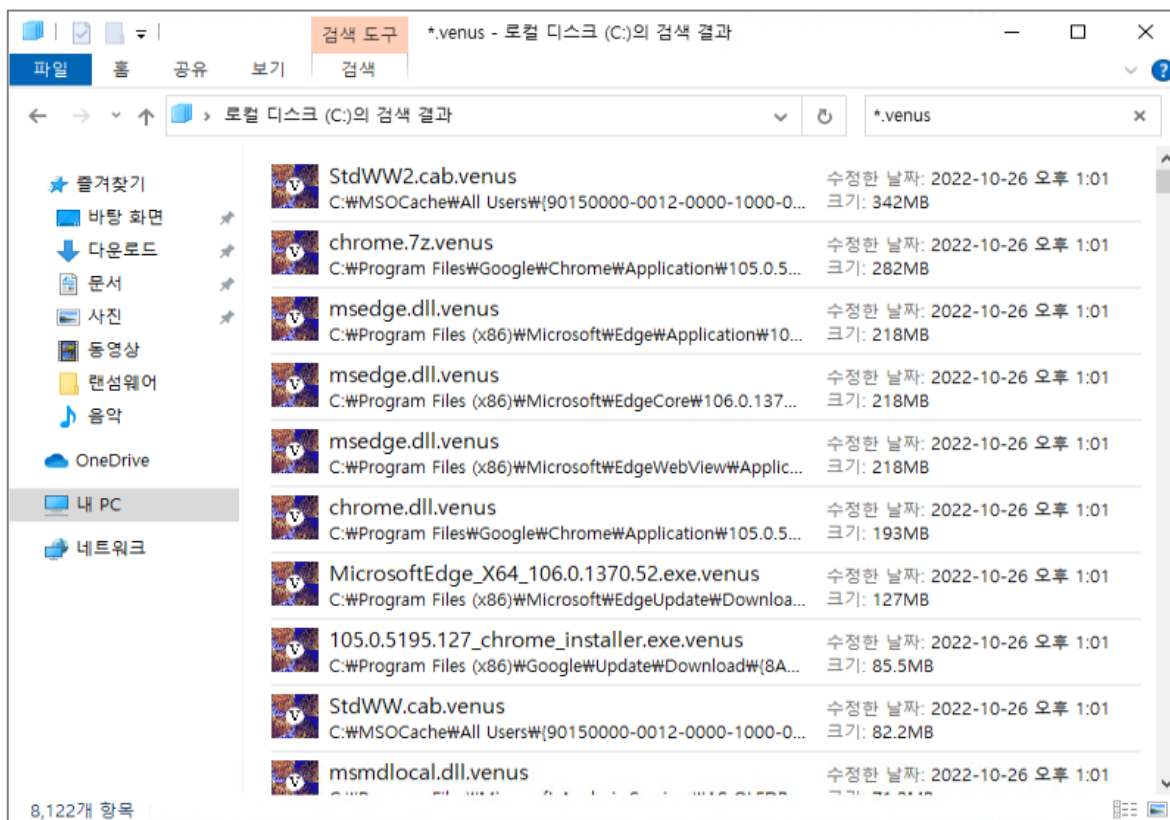 검색 도구
*.venus - 로컬 디스크 (C:)의 검색 결과
파일 홈 공유 보기 검색
로컬 디스크 (C:)의 검색 결과
*.venus
즐겨찾기
바탕 화면
다운로드
문서
사진
동영상
랜섬웨어
음악
OneDrive
내 PC
네트워크
StdWW2.cab.venus
수정한 날짜: 2022-10-26 오후 1:01
C:₩MSOCache₩All Users₩{90150000-0012-0000-1000-0...
크기: 342MB
chrome.7z.venus
수정한 날짜: 2022-10-26 오후 1:01
C:₩Program Files₩Google₩Chrome₩Application₩105.0.5...
크기: 282MB
msedge.dll.venus
수정한 날짜: 2022-10-26 오후 1:01
C:₩Program Files (x86)₩Microsoft₩Edge₩Application₩10...
크기: 218MB
msedge.dll.venus
수정한 날짜: 2022-10-26 오후 1:01
C:₩Program Files (x86)₩Microsoft₩EdgeCore₩106.0.137...
크기: 218MB
msedge.dll.venus
수정한 날짜: 2022-10-26 오후 1:01
C:₩Program Files (x86)₩Microsoft₩EdgeWebView₩Applic...
크기: 218MB
chrome.dll.venus
수정한 날짜: 2022-10-26 오후 1:01
C:₩Program Files₩Google₩Chrome₩Application₩105.0.5...
크기: 193MB
MicrosoftEdge_X64_106.0.1370.52.exe.venus
수정한 날짜: 2022-10-26 오후 1:01
C:₩Program Files (x86)₩Microsoft₩EdgeUpdate₩Downloa...
크기: 127MB
105.0.5195.127_chrome_installer.exe.venus
수정한 날짜: 2022-10-26 오후 1:01
C:₩Program Files (x86)₩Google₩Update₩Download₩{8A...
크기: 85.5MB
StdWW.cab.venus
수정한 날짜: 2022-10-26 오후 1:01
C:₩MSOCache₩All Users₩{90150000-0012-0000-1000-0...
크기: 82.2MB
msmdlocal.dll.venus
수정한 날짜: 2022-10-26 오후 1:01
8,122개 항목